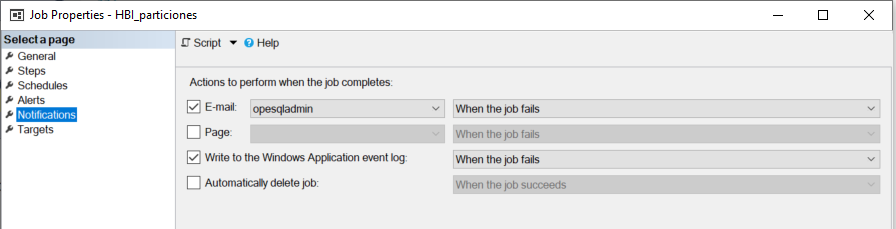 Job Properties - HBI_particiones
Select a page
General
Steps
Schedules
Alerts
Notifications
Targets
Script
Help
Actions to perform when the job completes:
E-mail: opesqladmin When the job fails
Page: When the job fails
Write to the Windows Application event log: When the job fails
Automatically delete job: When the job succeeds